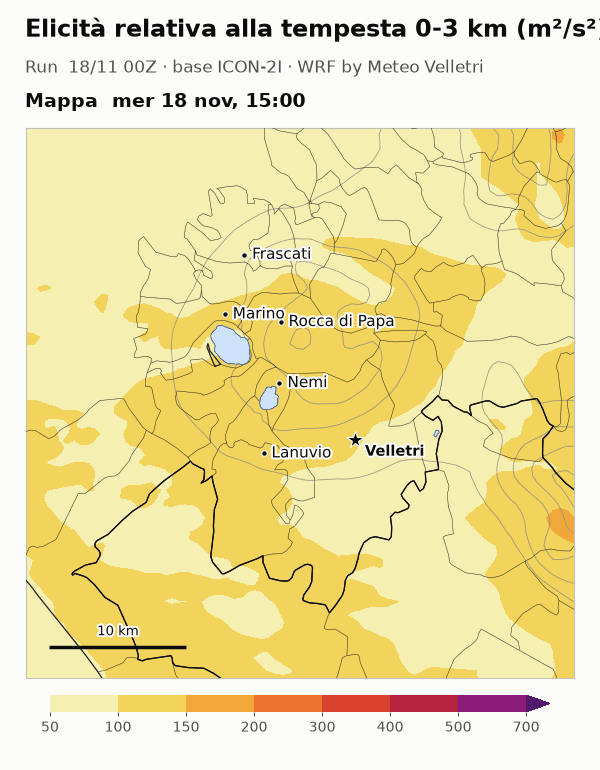 Elicità relativa alla tempesta 0-3 km (m²/s²)
Run 18/11 00Z · base ICON-2I · WRF by Meteo Velletri
Mappa mer 18 nov, 15:00
Frascati
Marino
Rocca di Papa
Nemi
Lanuvio
Velletri
10 km
50 100 150 200 300 400 500 700